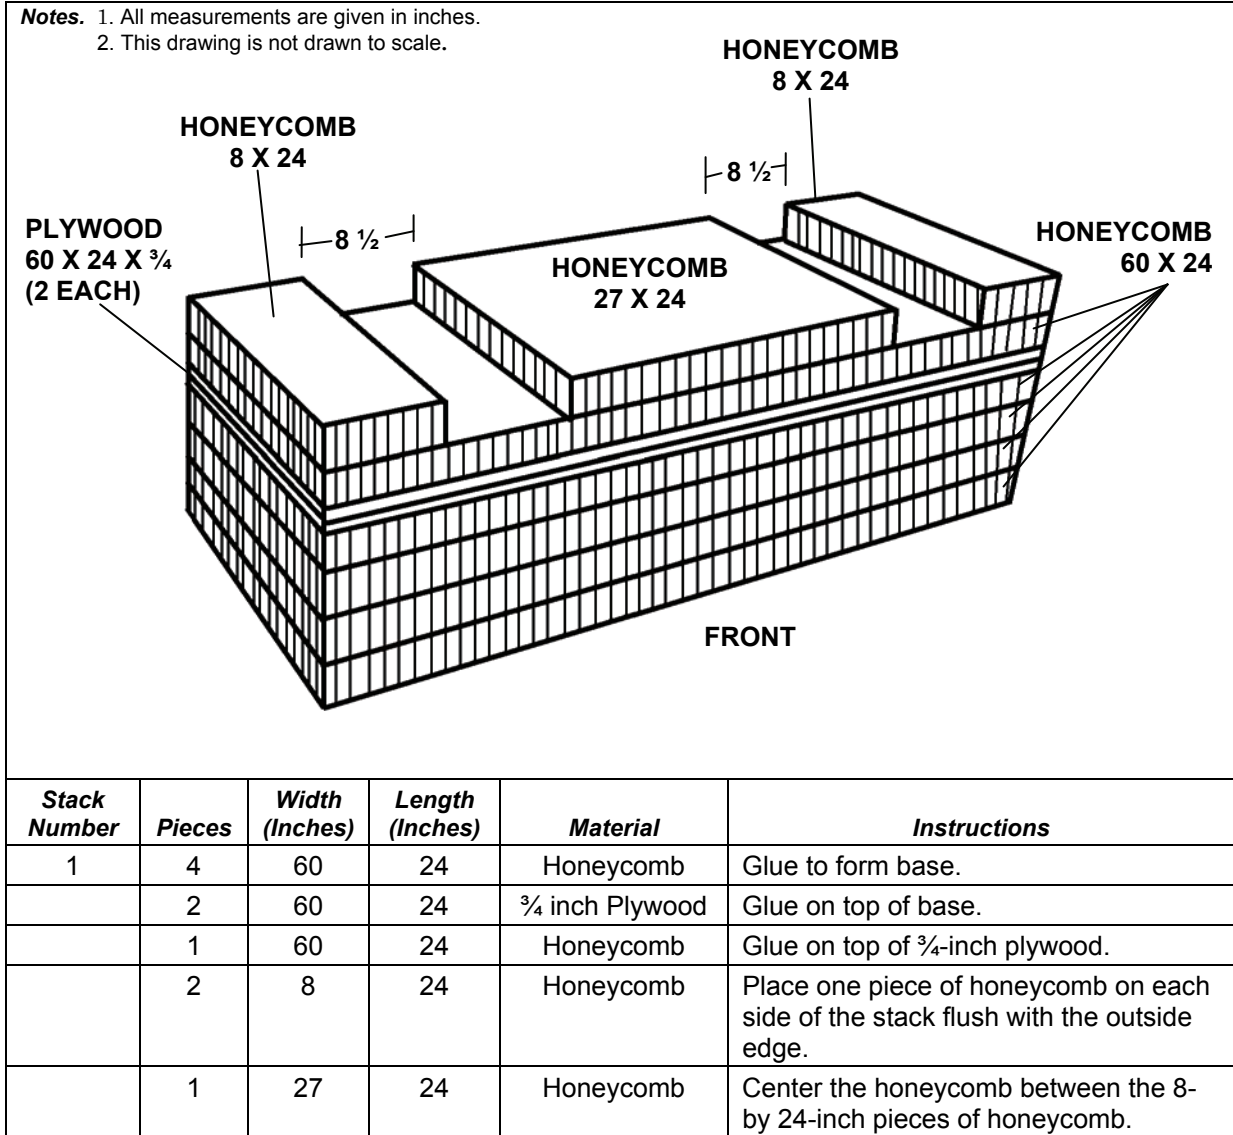 Notes. 1. All measurements are given in inches.
2. This drawing is not drawn to scale.
HONEYCOMB
8 X 24
HONEYCOMB
8 X 24
8 ½
PLYWOOD
60 X 24 X ¾
(2 EACH)
8 ½
HONEYCOMB
27 X 24
HONEYCOMB
60 X 24
FRONT
Stack Number
Pieces
Width (Inches)
Length (Inches)
Material
Instructions
1 4 60 24 Honeycomb Glue to form base.
2 60 24 ¾ inch Plywood Glue on top of base.
1 60 24 Honeycomb Glue on top of ¾-inch plywood.
2 8 24 Honeycomb Place one piece of honeycomb on each
side of the stack flush with the outside
edge.
1 27 24 Honeycomb Center the honeycomb between the 8-
by 24-inch pieces of honeycomb.